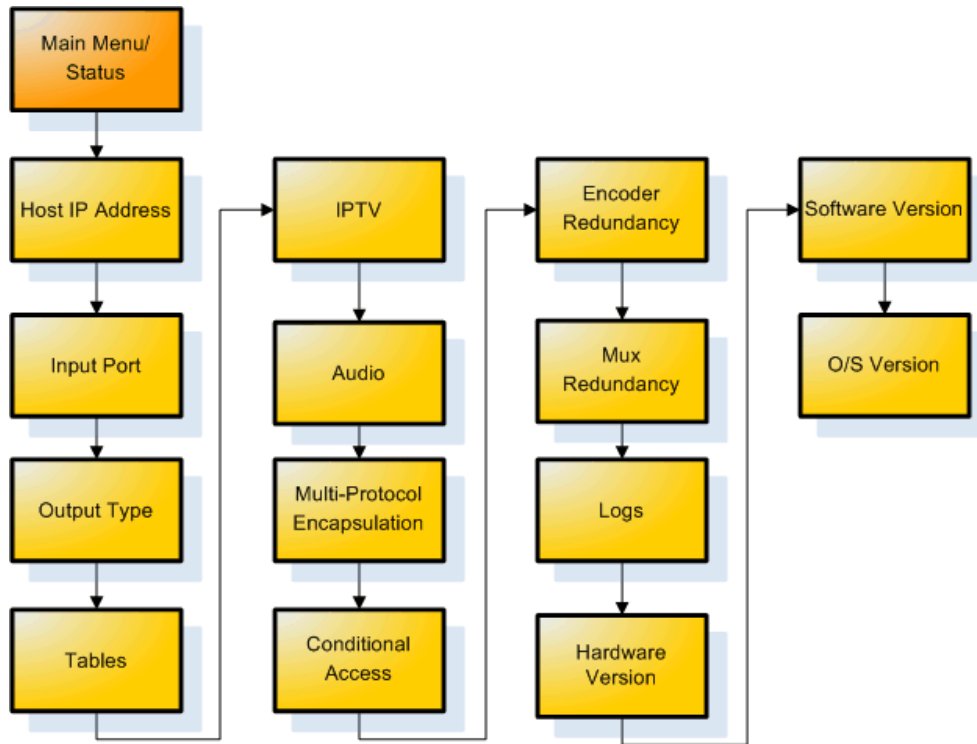 Main Menu/
Status
Host IP Address
Input Port
Output Type
Tables
IPTV
Audio
Multi-Protocol
Encapsulation
Conditional
Access
Encoder
Redundancy
Mux
Redundancy
Logs
Hardware
Version
Software Version
O/S Version